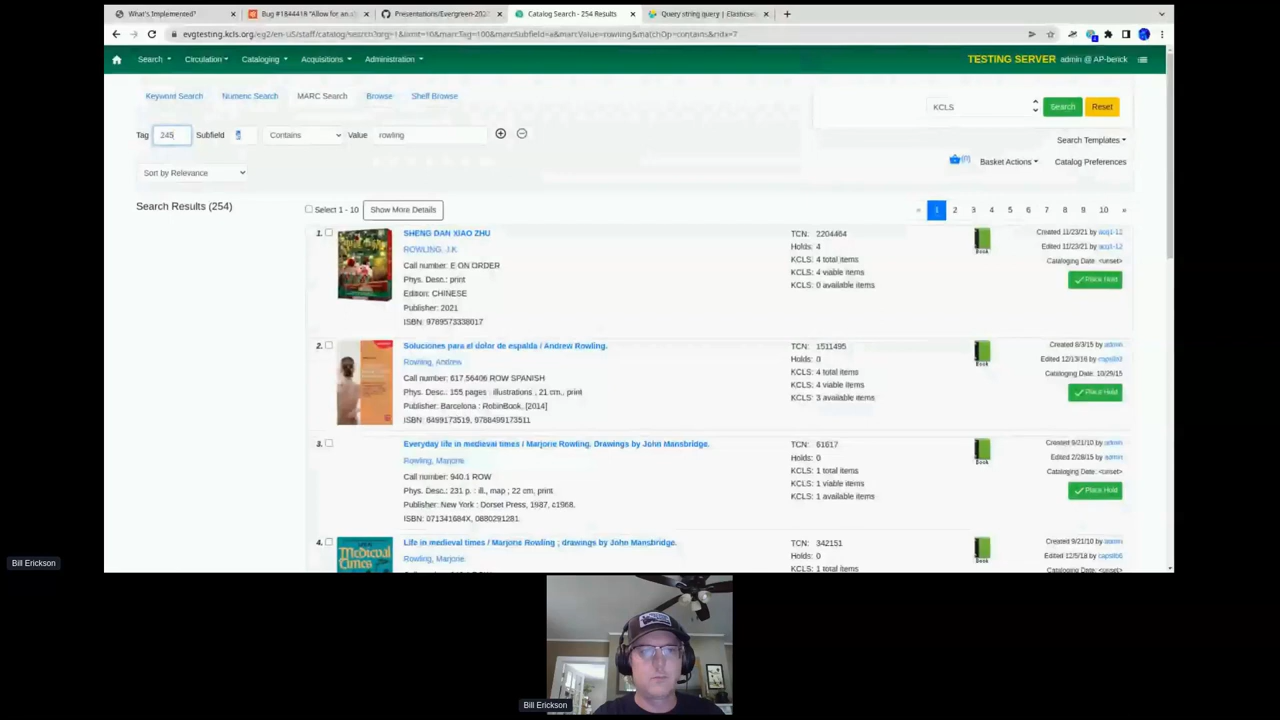 What's Implemented?
Bug #1844418 "Allow for an a
Presentations/Evergreen-202
Catalog Search - 254 Results
Query string query | Elasticse
evgtesting.kcls.org/eg2/en-US/staff/catalog/search?org=1&limit=10&marcTag=100&marcSubfield=a&marcValue=rowling&matchOp=contains&ridx=7
Search Circulation Cataloging Acquisitions Administration
TESTING SERVER admin @ AP-berick
Keyword Search Numeric Search MARC Search Browse Shelf Browse
KCLS Search Reset
Tag 245 Subfield Contains Value rowling
Search Templates
(0) Basket Actions Catalog Preferences
Sort by Relevance
Search Results (254)
Select 1 - 10 Show More Details
« 1 2 3 4 5 6 7 8 9 10 »
1. SHENG DAN XIAO ZHU
ROWLING, J.K.
Call number: E ON ORDER
Phys. Desc.: print
Edition: CHINESE
Publisher: 2021
ISBN: 9789573338017
TCN: 2204464
Holds: 4
KCLS: 4 total items
KCLS: 4 viable items
KCLS: 0 available items
Book
Created 11/23/21 by acq1-12
Edited 11/23/21 by acq1-12
Cataloging Date: <unset>
Place Hold
2. Soluciones para el dolor de espalda / Andrew Rowling.
Rowling, Andrew
Call number: 617.56406 ROW SPANISH
Phys. Desc.: 155 pages : illustrations ; 21 cm., print
Publisher: Barcelona : RobinBook, [2014]
ISBN: 8499173519, 9788499173511
TCN: 1511495
Holds: 0
KCLS: 4 total items
KCLS: 4 viable items
KCLS: 3 available items
Book
Created 8/3/15 by admin
Edited 12/13/16 by
Cataloging Date: 10/29/15
Place Hold
3. Everyday life in medieval times / Marjorie Rowling. Drawings by John Mansbridge.
Rowling, Marjorie
Call number: 940.1 ROW
Phys. Desc.: 231 p. : ill., map ; 22 cm, print
Publisher: New York : Dorset Press, 1987, c1968.
ISBN: 071341684X, 0880291281
TCN: 61617
Holds: 0
KCLS: 1 total items
KCLS: 1 viable items
KCLS: 1 available items
Book
Created 9/21/10 by admin
Edited 2/28/15 by admin
Cataloging Date: <unset>
Place Hold
4. Life in medieval times / Marjorie Rowling ; drawings by John Mansbridge.
Rowling, Marjorie
Medieval
Times
TCN: 342151
Holds: 0
KCLS: 1 total items
Book
Created 9/21/10 by admin
Edited 12/5/18 by
Cataloging Date: <unset>
Bill Erickson
Bill Erickson